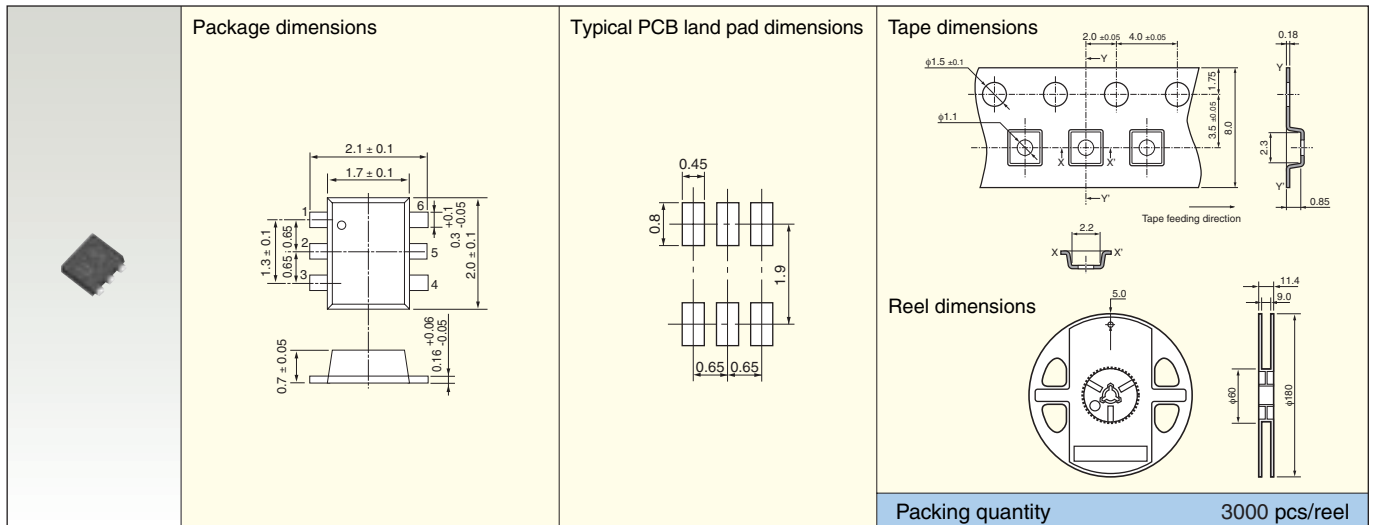 Package dimensions
2.1 ± 0.1
1.7 ± 0.1
1
2
3
6
5
4
1.3 ± 0.1
0.65
0.65
0.3 +0.1 -0.05
2.0 ± 0.1
0.7 ± 0.05
0.16 +0.06 -0.05
Typical PCB land pad dimensions
0.45
0.8
1.9
0.65 0.65
Tape dimensions
2.0 ±0.05
4.0 ±0.05
0.18
φ1.5 ±0.1
Y
Y
1.75
φ1.1
3.5 ±0.05
8.0
2.3
X
X'
Y'
Y'
0.85
Tape feeding direction
2.2
X
X'
Reel dimensions
5.0
11.4
9.0
φ60
φ180
Packing quantity 3000 pcs/reel